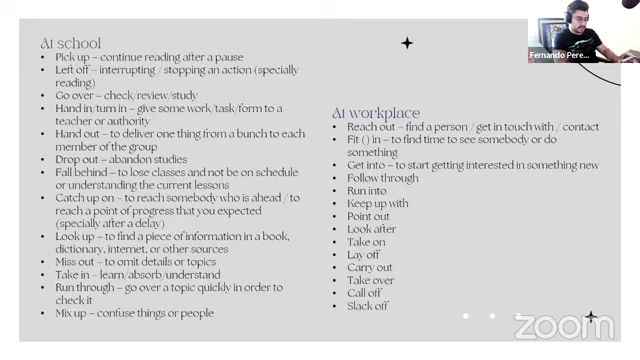 At school
• Pick up – continue reading after a pause
• Left off – interrupting / stopping an action (specially
reading)
• Go over – check/review/study
• Hand in/turn in – give some work/task/form to a
teacher or authority
• Hand out – to deliver one thing from a bunch to each
member of the group
• Drop out – abandon studies
• Fall behind – to lose classes and not be on schedule
or understanding the current lessons
• Catch up on – to reach somebody who is ahead / to
reach a point of progress that you expected
(specially after a delay)
• Look up – to find a piece of information in a book,
dictionary, internet, or other sources
• Miss out – to omit details or topics
• Take in – learn/absorb/understand
• Run through – go over a topic quickly in order to
check it
• Mix up – confuse things or people
At workplace
• Reach out – find a person / get in touch with / contact
• Fit () in – to find time to see somebody or do
something
• Get into – to start getting interested in something new
• Follow through
• Run into
• Keep up with
• Point out
• Look after
• Take on
• Lay off
• Carry out
• Take over
• Call off
• Slack off
Fernando Pere...
zoom